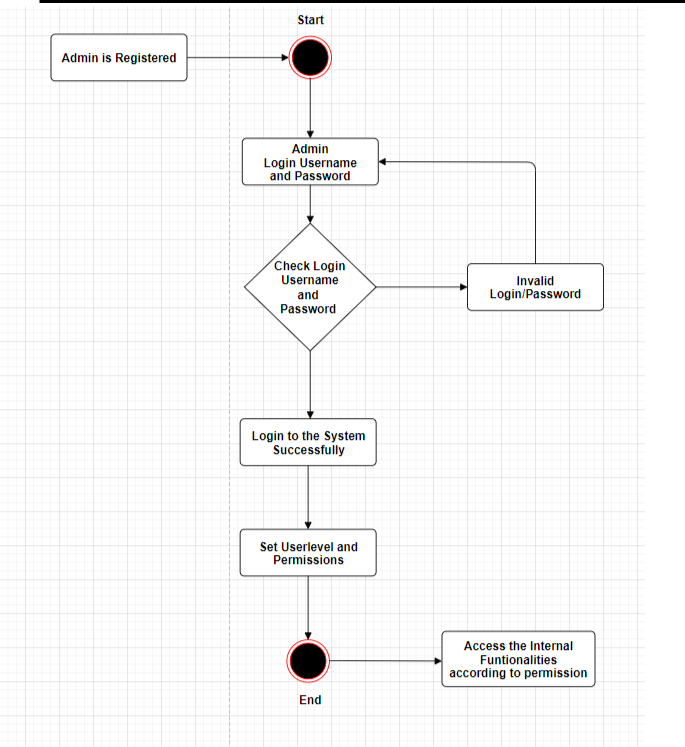 Start
Admin is Registered
Admin
Login Username
and Password
Check Login
Username
and
Password
Invalid
Login/Password
Login to the System
Successfully
Set Userlevel and
Permissions
Access the Internal
Funtionalities
according to permission
End